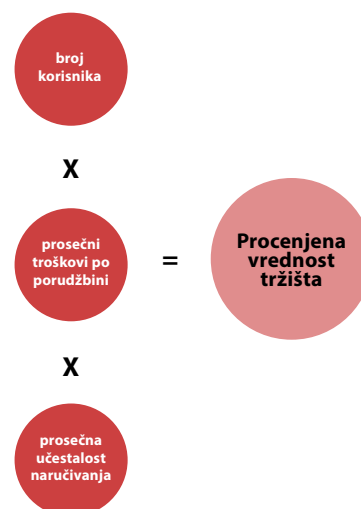 broj
korisnika
X
prosečni
troškovi po
porudžbini
=
Procenjena
vrednost
tržišta
X
prosečna
učestalost
naručivanja